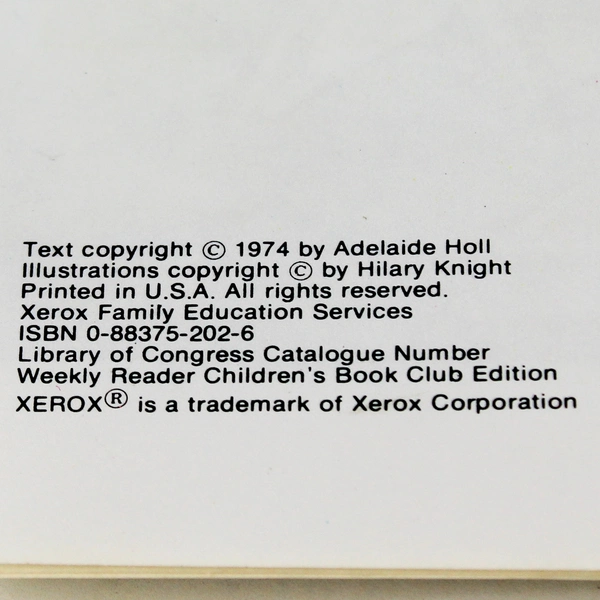 Text copyright © 1974 by Adelaide Holl
Illustrations copyright © by Hilary Knight
Printed in U.S.A. All rights reserved.
Xerox Family Education Services
ISBN 0-88375-202-6
Library of Congress Catalogue Number
Weekly Reader Children's Book Club Edition
XEROX® is a trademark of Xerox Corporation